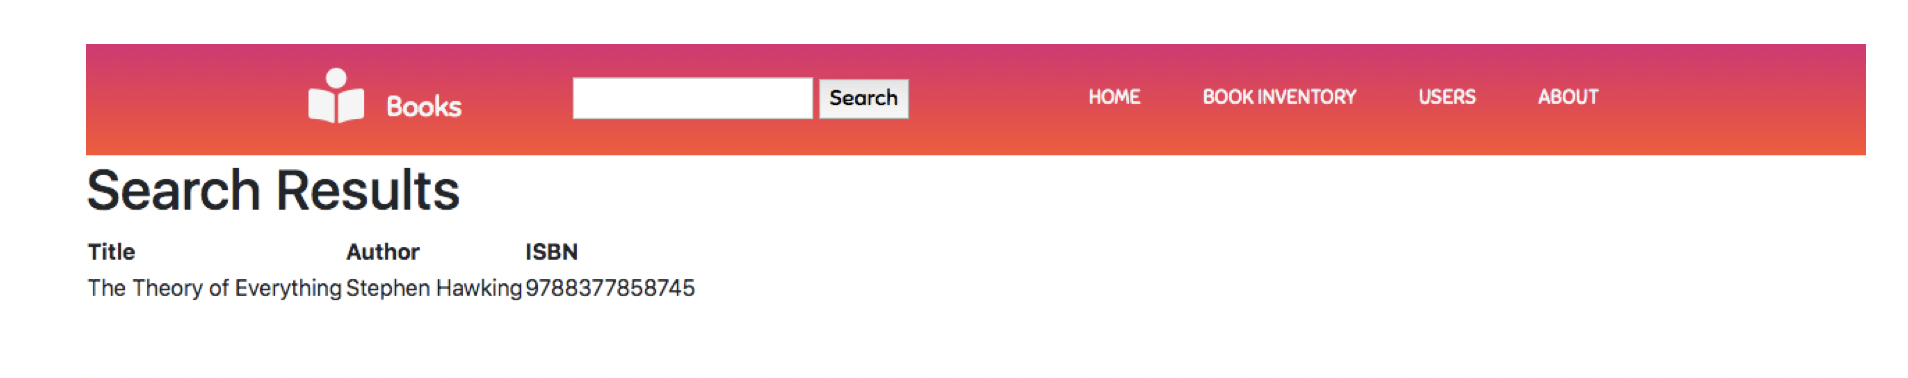 Books Search HOME BOOK INVENTORY USERS ABOUT
Search Results
Title Author ISBN
The Theory of Everything Stephen Hawking 9788377858745